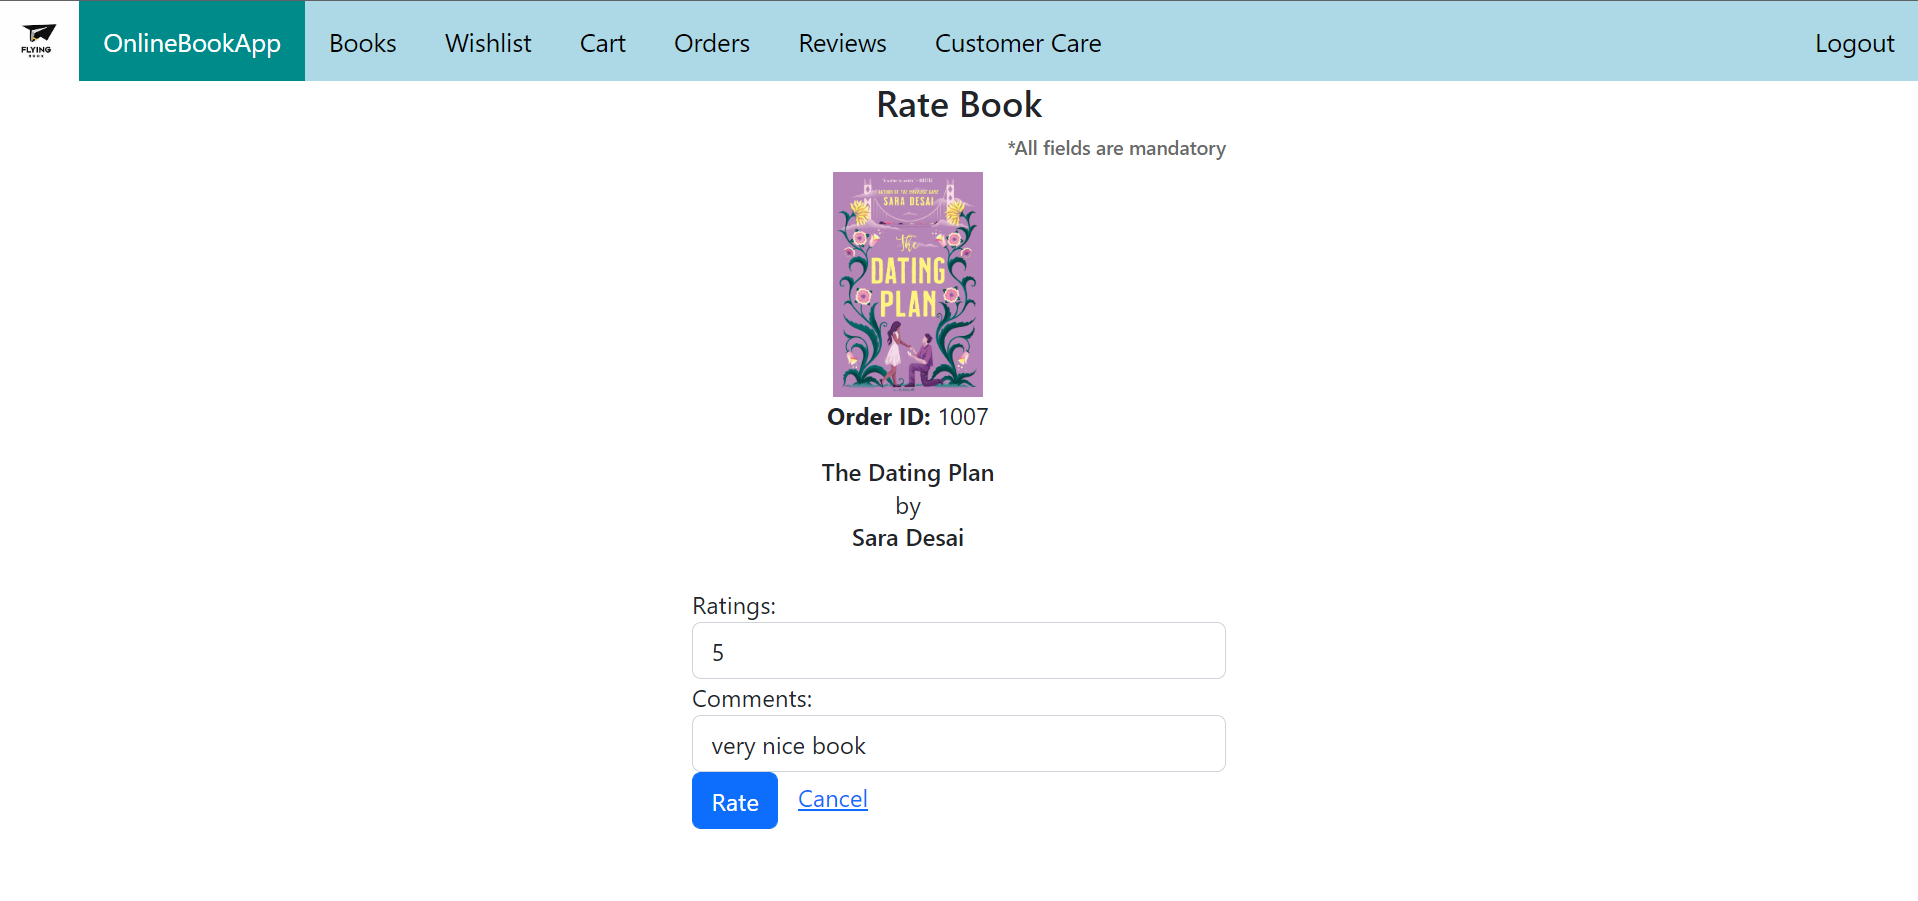 FLYING
BOOK
OnlineBookApp Books Wishlist Cart Orders Reviews Customer Care Logout
Rate Book
*All fields are mandatory
SARA DESAI
The
DATING
PLAN
Order ID: 1007
The Dating Plan
by
Sara Desai
Ratings:
5
Comments:
very nice book
Rate Cancel